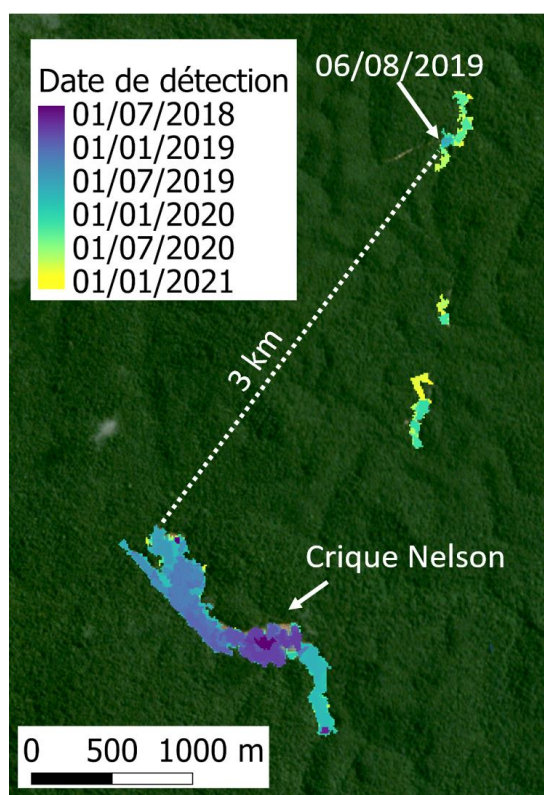 Date de détection
01/07/2018
01/01/2019
01/07/2019
01/01/2020
01/07/2020
01/01/2021
06/08/2019
3 km
Crique Nelson
0 500 1000 m